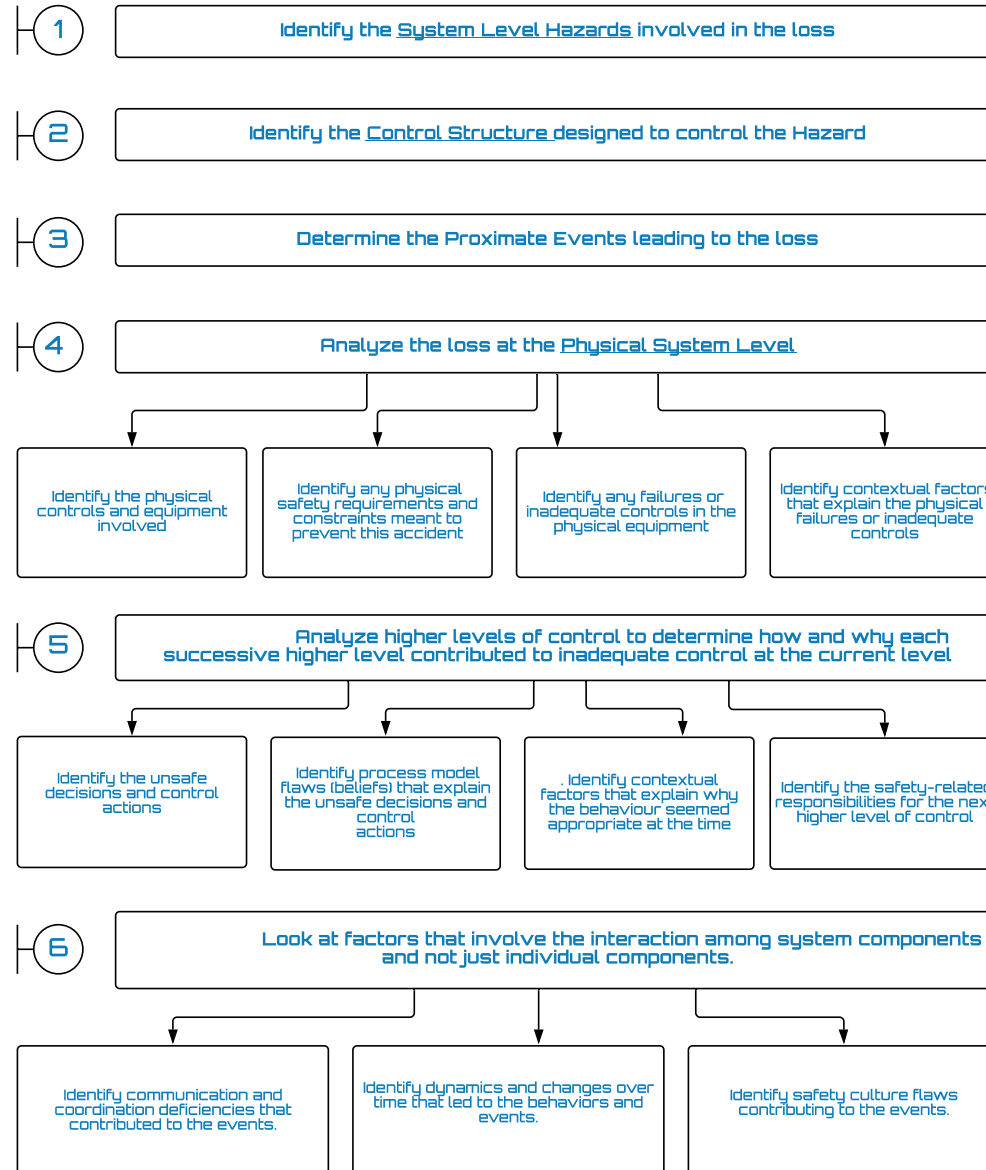 1
Identify the System Level Hazards involved in the loss
2
Identify the Control Structure designed to control the Hazard
3
Determine the Proximate Events leading to the loss
4
Analyze the loss at the Physical System Level
Identify the physical
controls and equipment
involved
Identify any physical
safety requirements and
constraints meant to
prevent this accident
Identify any failures or
inadequate controls in the
physical equipment
Identify contextual factors
that explain the physical
failures or inadequate
controls
5
Analyze higher levels of control to determine how and why each
successive higher level contributed to inadequate control at the current level
Identify the unsafe
decisions and control
actions
Identify process model
flaws (beliefs) that explain
the unsafe decisions and
control
actions
. Identify contextual
factors that explain why
the behaviour seemed
appropriate at the time
Identify the safety-related
responsibilities for the next
higher level of control
6
Look at factors that involve the interaction among system components
and not just individual components.
Identify communication and
coordination deficiencies that
contributed to the events.
Identify dynamics and changes over
time that led to the behaviors and
events.
Identify safety culture flaws
contributing to the events.